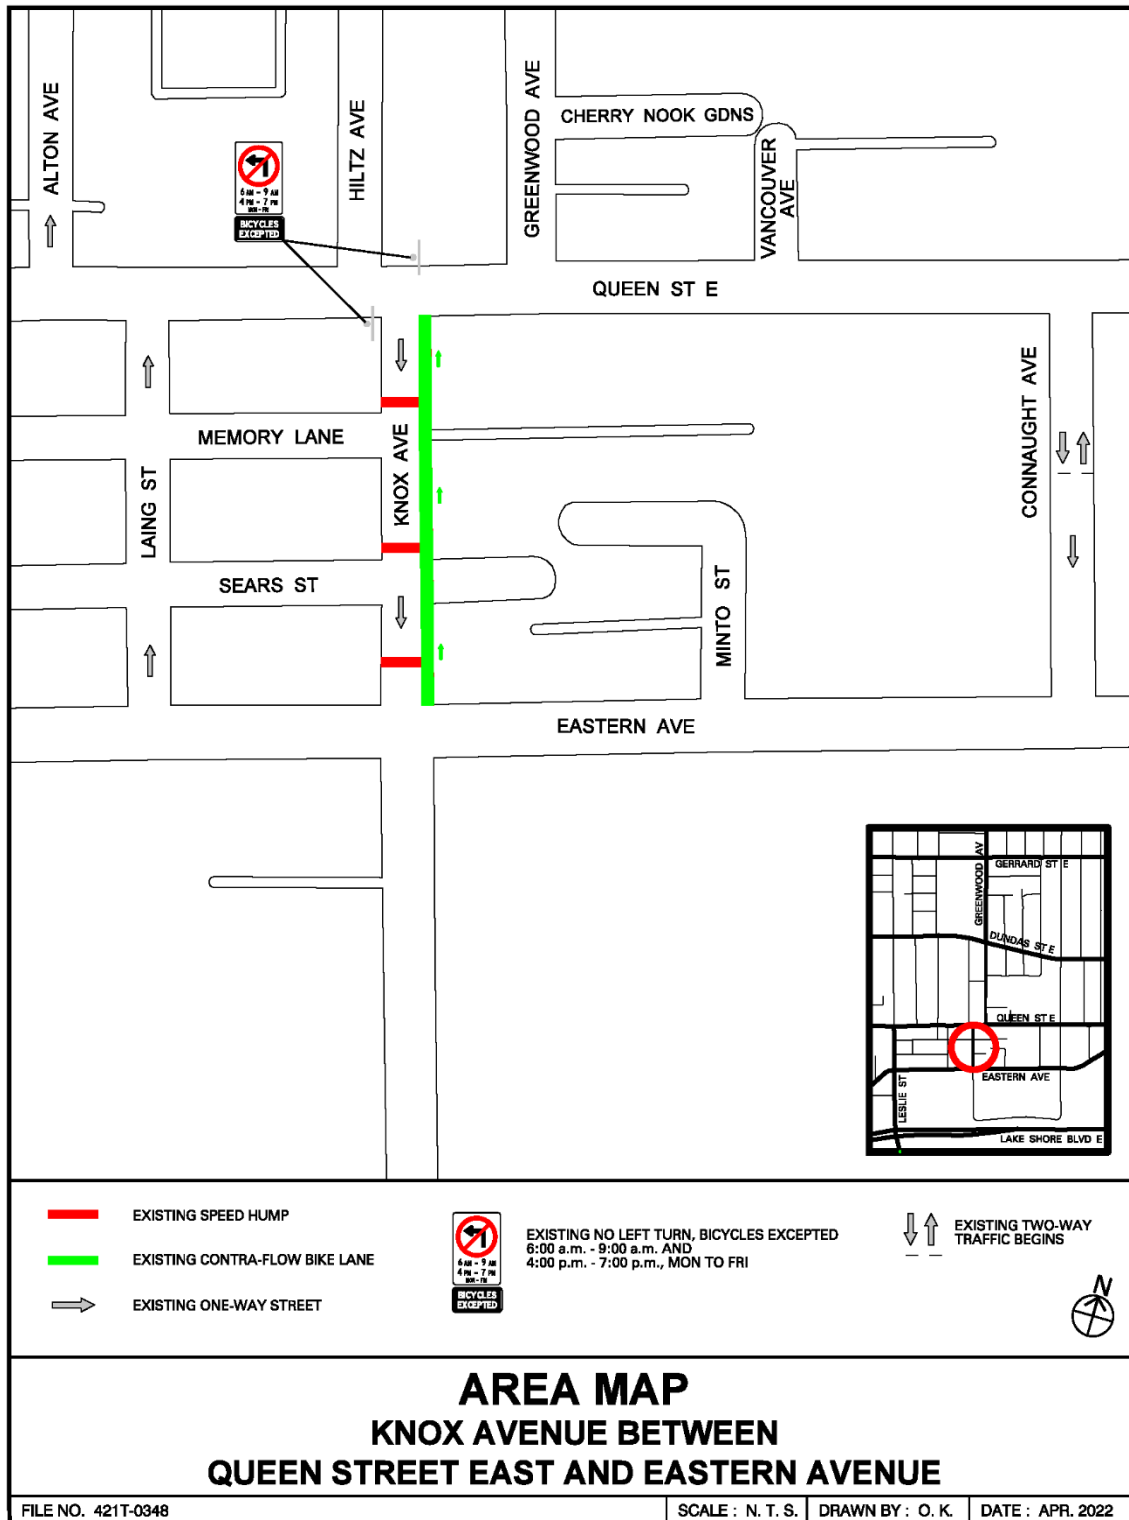 ALTON AVE
HILTZ AVE
GREENWOOD AVE
CHERRY NOOK GDNS
VANCOUVER
AVE
6 AM - 9 AM
4 PM - 7 PM
MON - FRI
BICYCLES
EXCEPTED
QUEEN ST E
MEMORY LANE
KNOX AVE
LAING ST
CONNAUGHT AVE
SEARS ST
MINTO ST
EASTERN AVE
GREENWOOD AV
GERRARD ST E
DUNDAS ST E
QUEEN ST E
EASTERN AVE
LESLIE ST
LAKE SHORE BLVD E
EXISTING SPEED HUMP
EXISTING CONTRA-FLOW BIKE LANE
EXISTING ONE-WAY STREET
6 AM - 9 AM
4 PM - 7 PM
MON - FRI
BICYCLES
EXCEPTED
EXISTING NO LEFT TURN, BICYCLES EXCEPTED
6:00 a.m. - 9:00 a.m. AND
4:00 p.m. - 7:00 p.m., MON TO FRI
EXISTING TWO-WAY
TRAFFIC BEGINS
N
AREA MAP
KNOX AVENUE BETWEEN
QUEEN STREET EAST AND EASTERN AVENUE
FILE NO. 421T-0348
SCALE : N. T. S.
DRAWN BY : O. K.
DATE : APR. 2022